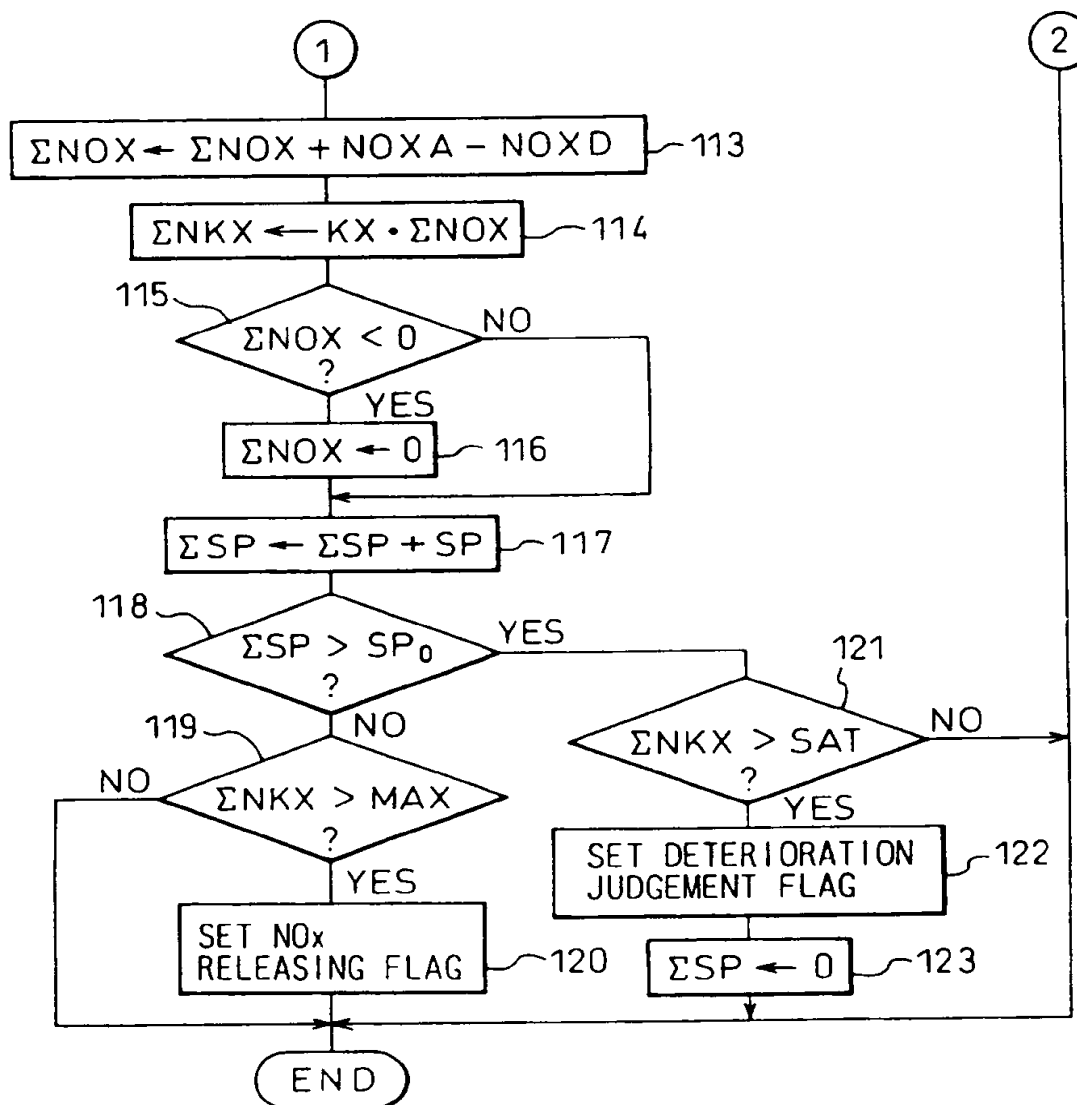 1
2
ΣNOX ← ΣNOX + NOXA − NOXD
113
ΣNKX ← KX • ΣNOX
114
115
ΣNOX < 0
?
NO
YES
ΣNOX ← 0
116
ΣSP ← ΣSP + SP
117
118
ΣSP > SP₀
?
YES
NO
121
ΣNKX > SAT
?
NO
YES
119
NO
ΣNKX > MAX
?
YES
SET DETERIORATION
JUDGEMENT FLAG
122
SET NOx
RELEASING FLAG
120
ΣSP ← 0
123
END